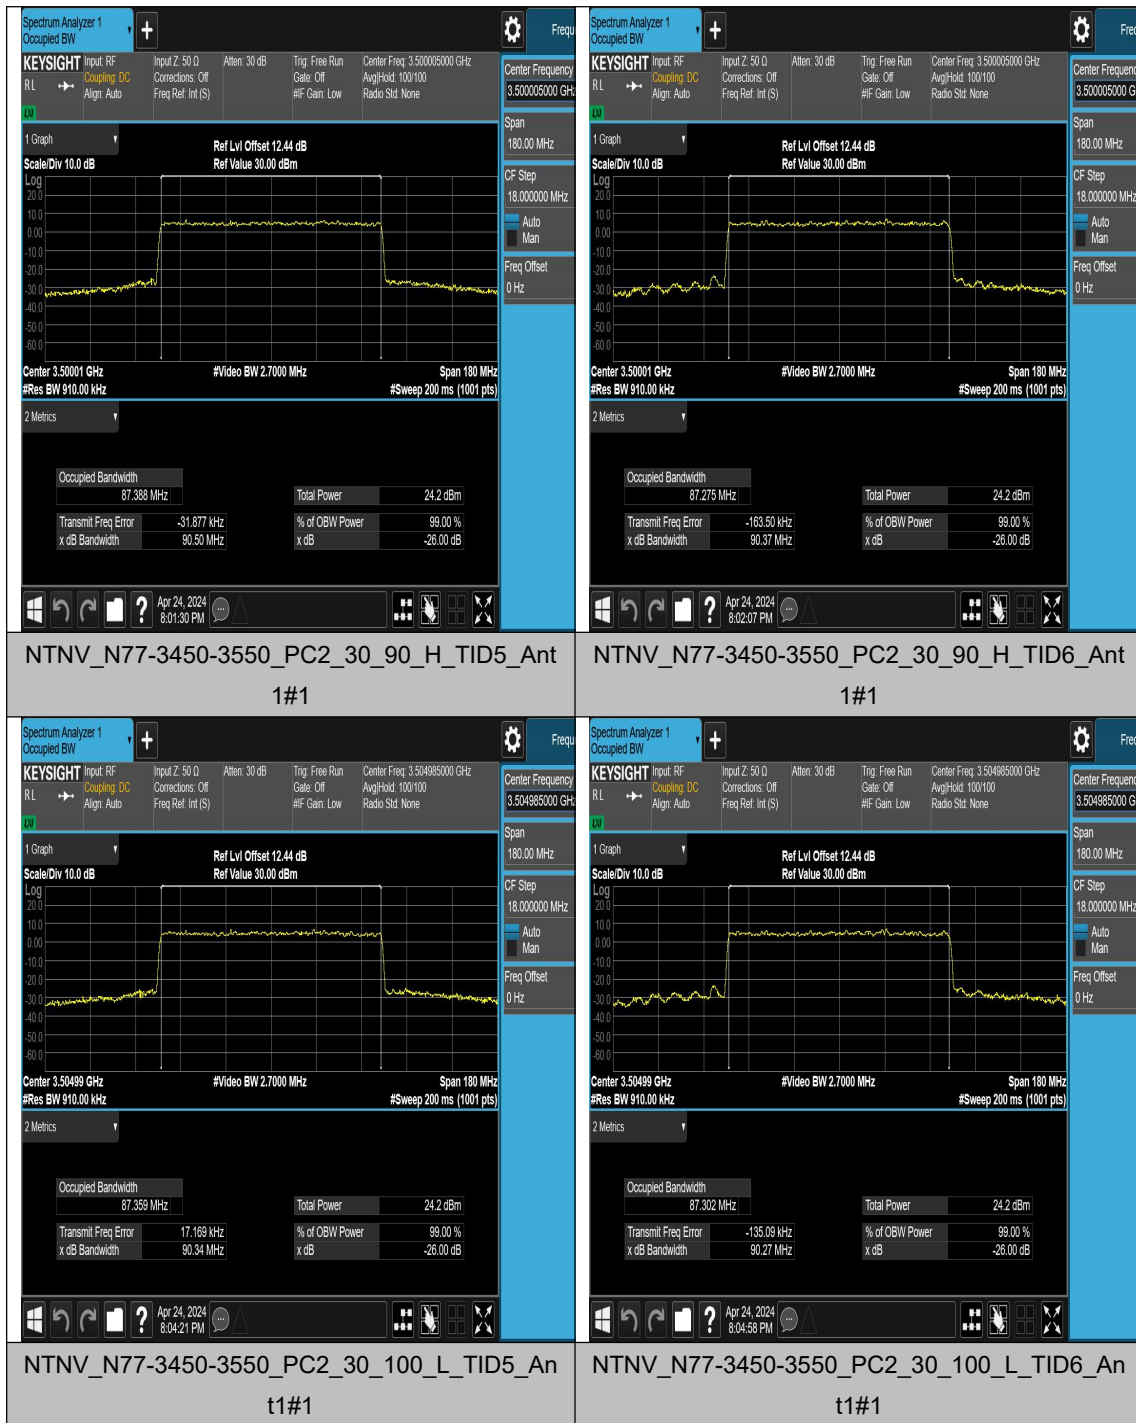 Spectrum Analyzer 1
Occupied BW
Frequ
KEYSIGHT
RL
LXI
Input: RF
Coupling: DC
Align: Auto
Input Z: 50 Ω
Corrections: Off
Freq Ref: Int (S)
Atten: 30 dB
Trig: Free Run
Gate: Off
#IF Gain: Low
Center Freq: 3.500005000 GHz
Avg|Hold: 100/100
Radio Std: None
Center Frequency
3.500005000 GHz
Span
180.00 MHz
CF Step
18.000000 MHz
Auto
Man
Freq Offset
0 Hz
1 Graph
Scale/Div 10.0 dB
Ref Lvl Offset 12.44 dB
Ref Value 30.00 dBm
Log
20.0
10.0
0.00
-10.0
-20.0
-30.0
-40.0
-50.0
-60.0
Center 3.50001 GHz
#Video BW 2.7000 MHz
Span 180 MHz
#Res BW 910.00 kHz
#Sweep 200 ms (1001 pts)
2 Metrics
Occupied Bandwidth
87.388 MHz
Total Power 24.2 dBm
Transmit Freq Error -31.877 kHz
% of OBW Power 99.00 %
x dB Bandwidth 90.50 MHz
x dB -26.00 dB
Apr 24, 2024
8:01:30 PM
NTNV_N77-3450-3550_PC2_30_90_H_TID5_Ant
1#1
Spectrum Analyzer 1
Occupied BW
Frec
KEYSIGHT
RL
LXI
Input: RF
Coupling: DC
Align: Auto
Input Z: 50 Ω
Corrections: Off
Freq Ref: Int (S)
Atten: 30 dB
Trig: Free Run
Gate: Off
#IF Gain: Low
Center Freq: 3.500005000 GHz
Avg|Hold: 100/100
Radio Std: None
Center Frequenc
3.500005000 G
Span
180.00 MHz
CF Step
18.000000 MHz
Auto
Man
Freq Offset
0 Hz
1 Graph
Scale/Div 10.0 dB
Ref Lvl Offset 12.44 dB
Ref Value 30.00 dBm
Log
20.0
10.0
0.00
-10.0
-20.0
-30.0
-40.0
-50.0
-60.0
Center 3.50001 GHz
#Video BW 2.7000 MHz
Span 180 MHz
#Res BW 910.00 kHz
#Sweep 200 ms (1001 pts)
2 Metrics
Occupied Bandwidth
87.275 MHz
Total Power 24.2 dBm
Transmit Freq Error -163.50 kHz
% of OBW Power 99.00 %
x dB Bandwidth 90.37 MHz
x dB -26.00 dB
Apr 24, 2024
8:02:07 PM
NTNV_N77-3450-3550_PC2_30_90_H_TID6_Ant
1#1
Spectrum Analyzer 1
Occupied BW
Frequ
KEYSIGHT
RL
LXI
Input: RF
Coupling: DC
Align: Auto
Input Z: 50 Ω
Corrections: Off
Freq Ref: Int (S)
Atten: 30 dB
Trig: Free Run
Gate: Off
#IF Gain: Low
Center Freq: 3.504985000 GHz
Avg|Hold: 100/100
Radio Std: None
Center Frequency
3.504985000 GHz
Span
180.00 MHz
CF Step
18.000000 MHz
Auto
Man
Freq Offset
0 Hz
1 Graph
Scale/Div 10.0 dB
Ref Lvl Offset 12.44 dB
Ref Value 30.00 dBm
Log
20.0
10.0
0.00
-10.0
-20.0
-30.0
-40.0
-50.0
-60.0
Center 3.50499 GHz
#Video BW 2.7000 MHz
Span 180 MHz
#Res BW 910.00 kHz
#Sweep 200 ms (1001 pts)
2 Metrics
Occupied Bandwidth
87.359 MHz
Total Power 24.2 dBm
Transmit Freq Error 17.169 kHz
% of OBW Power 99.00 %
x dB Bandwidth 90.34 MHz
x dB -26.00 dB
Apr 24, 2024
8:04:21 PM
NTNV_N77-3450-3550_PC2_30_100_L_TID5_An
t1#1
Spectrum Analyzer 1
Occupied BW
Frec
KEYSIGHT
RL
LXI
Input: RF
Coupling: DC
Align: Auto
Input Z: 50 Ω
Corrections: Off
Freq Ref: Int (S)
Atten: 30 dB
Trig: Free Run
Gate: Off
#IF Gain: Low
Center Freq: 3.504985000 GHz
Avg|Hold: 100/100
Radio Std: None
Center Frequenc
3.504985000 G
Span
180.00 MHz
CF Step
18.000000 MHz
Auto
Man
Freq Offset
0 Hz
1 Graph
Scale/Div 10.0 dB
Ref Lvl Offset 12.44 dB
Ref Value 30.00 dBm
Log
20.0
10.0
0.00
-10.0
-20.0
-30.0
-40.0
-50.0
-60.0
Center 3.50499 GHz
#Video BW 2.7000 MHz
Span 180 MHz
#Res BW 910.00 kHz
#Sweep 200 ms (1001 pts)
2 Metrics
Occupied Bandwidth
87.302 MHz
Total Power 24.2 dBm
Transmit Freq Error -135.09 kHz
% of OBW Power 99.00 %
x dB Bandwidth 90.27 MHz
x dB -26.00 dB
Apr 24, 2024
8:04:58 PM
NTNV_N77-3450-3550_PC2_30_100_L_TID6_An
t1#1